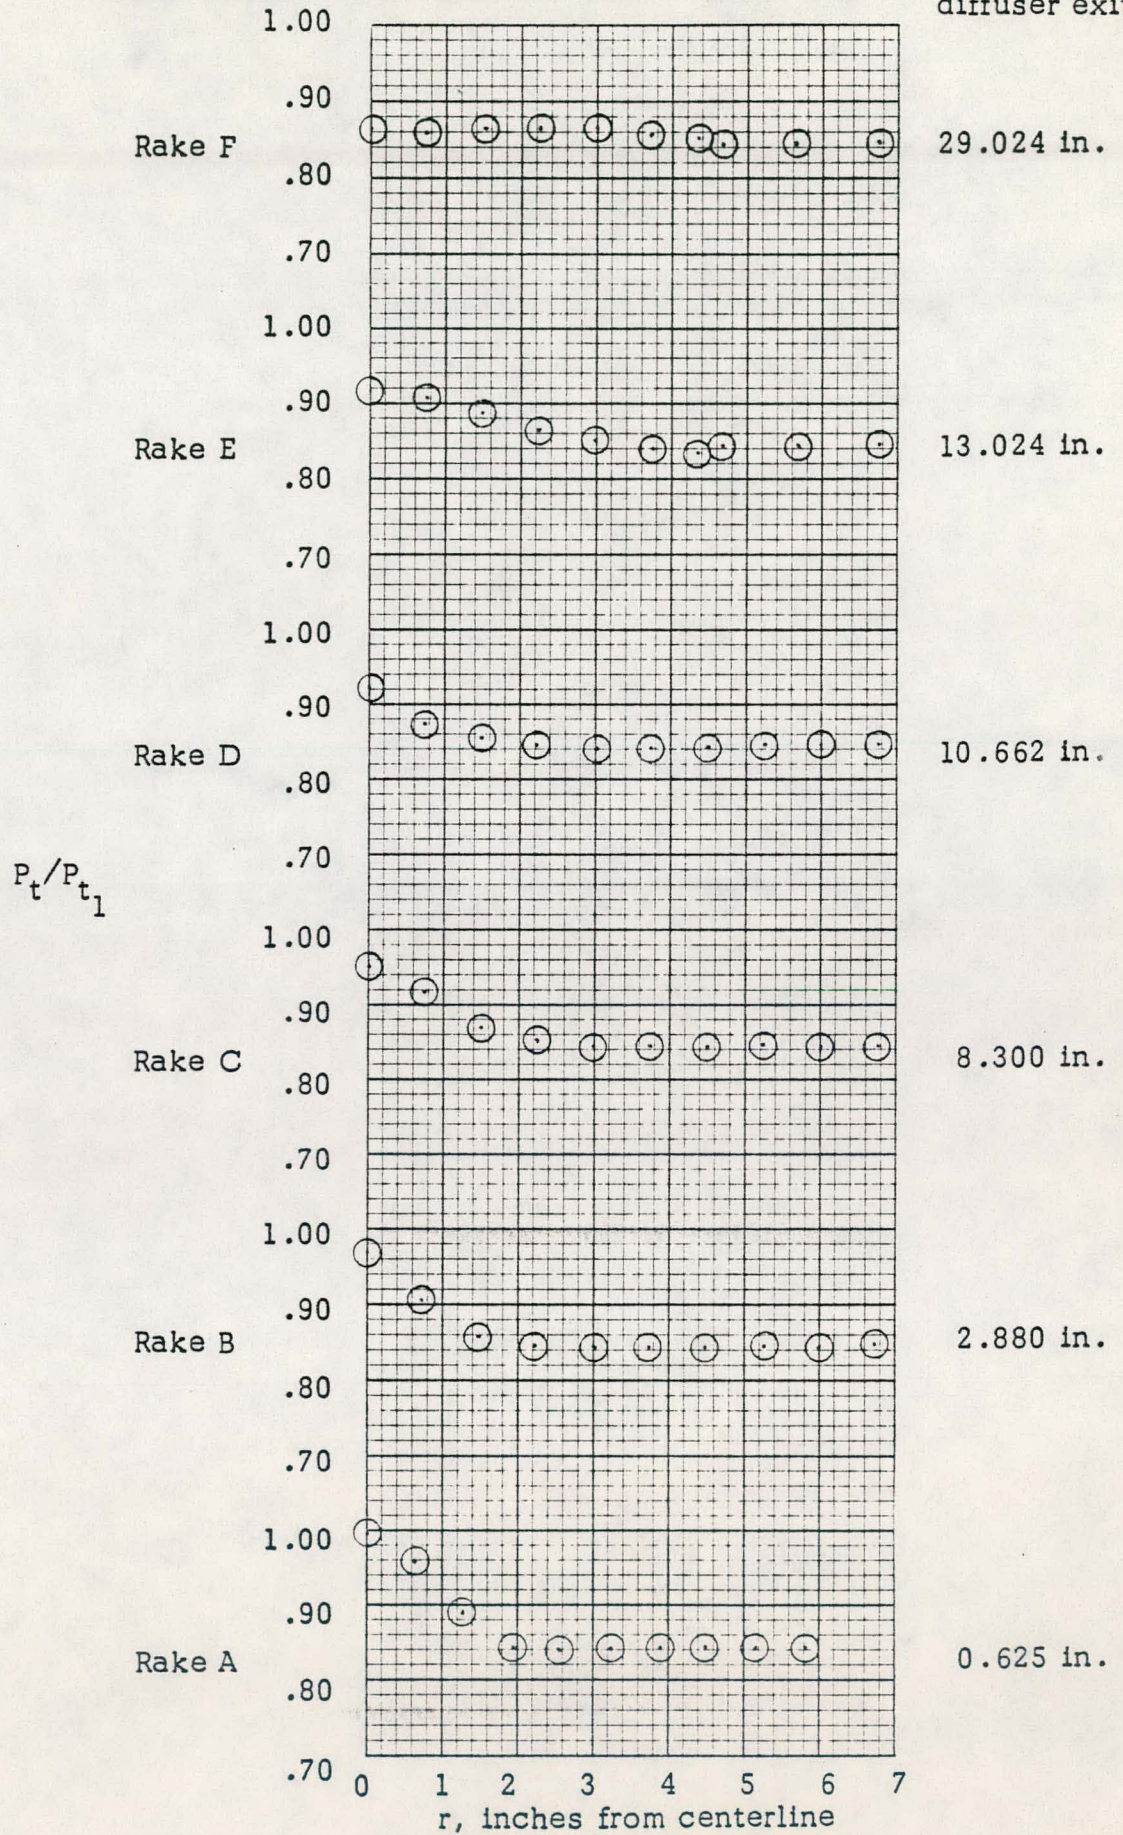 diffuser exit
1.00
.90
Rake F
29.024 in.
.80
.70
1.00
.90
Rake E
13.024 in.
.80
.70
1.00
.90
Rake D
10.662 in.
.80
.70
Pt/Pt1
1.00
.90
Rake C
8.300 in.
.80
.70
1.00
.90
Rake B
2.880 in.
.80
.70
1.00
.90
Rake A
0.625 in.
.80
.70
0 1 2 3 4 5 6 7
r, inches from centerline